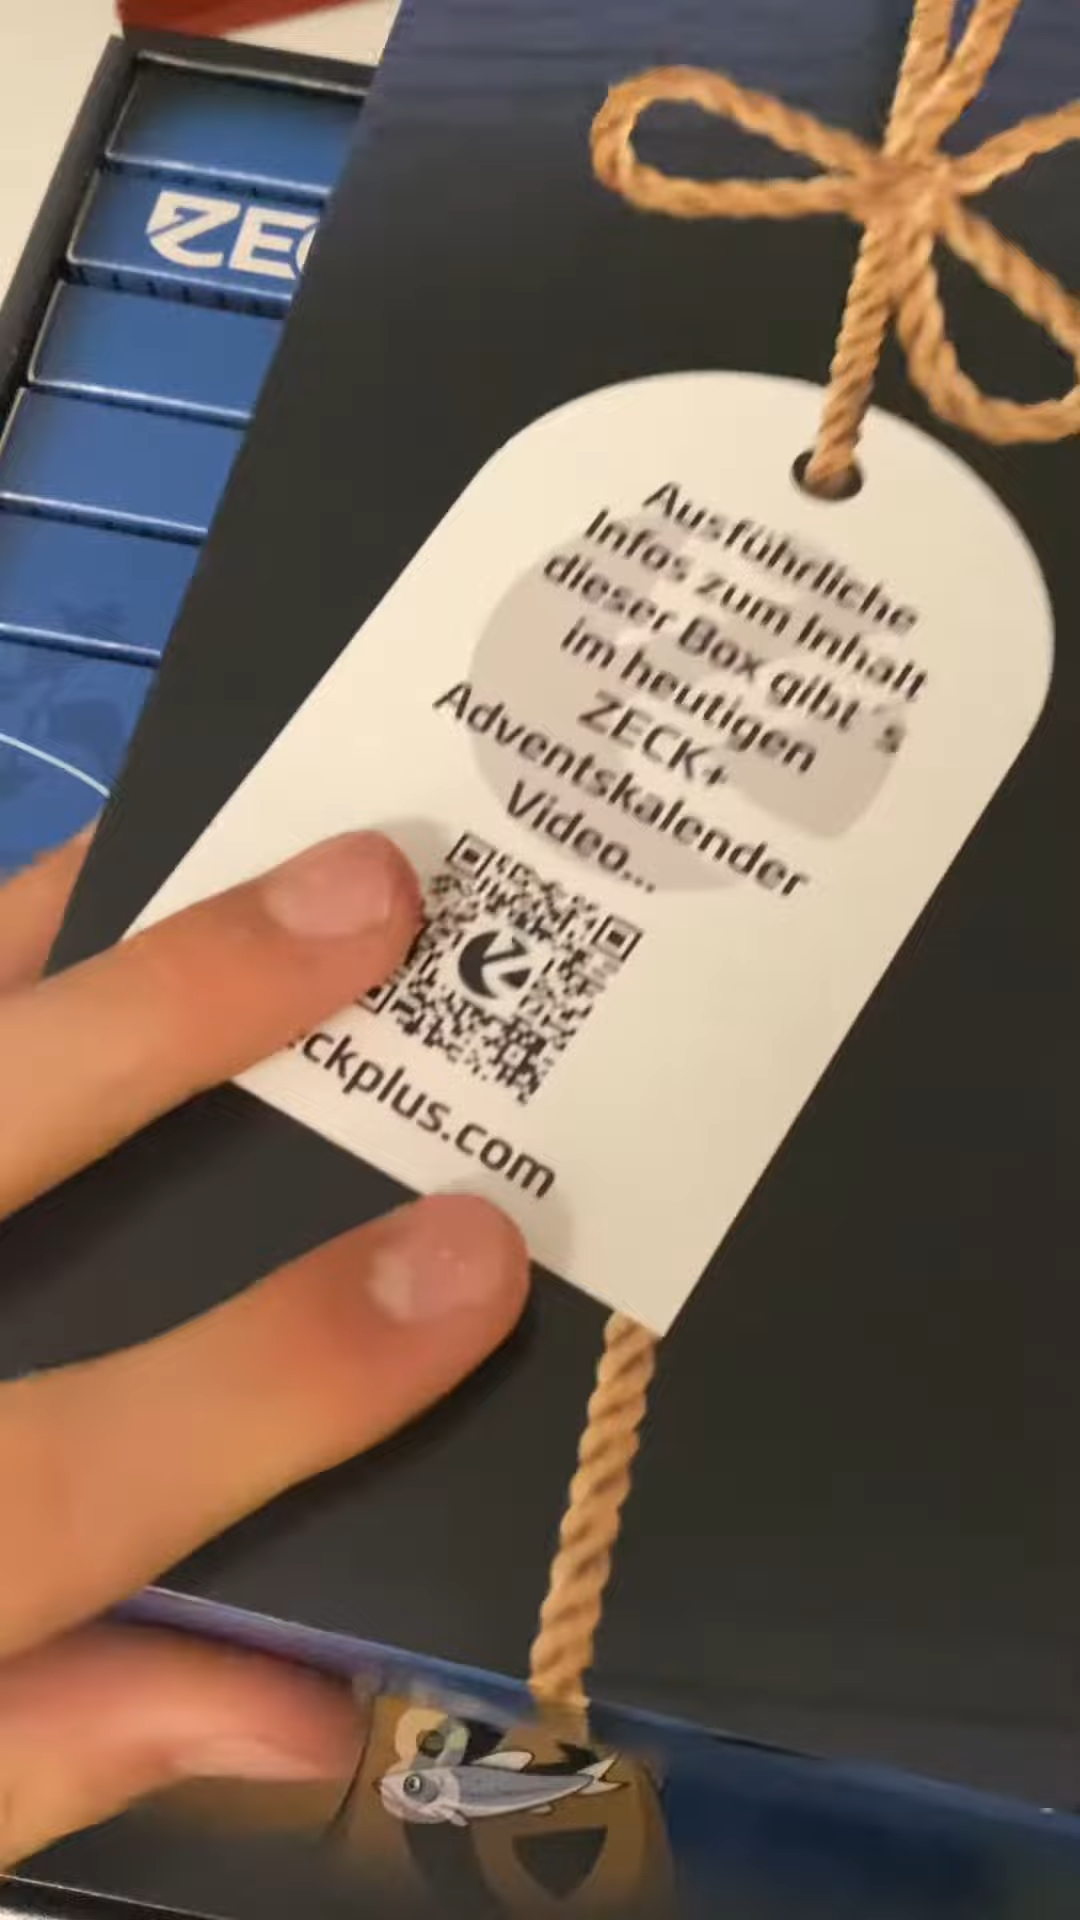 ZEC
Ausführliche
Infos zum Inhalt
dieser Box gibt´s
im heutigen
ZECK+
Adventskalender
Video...
ckplus.com